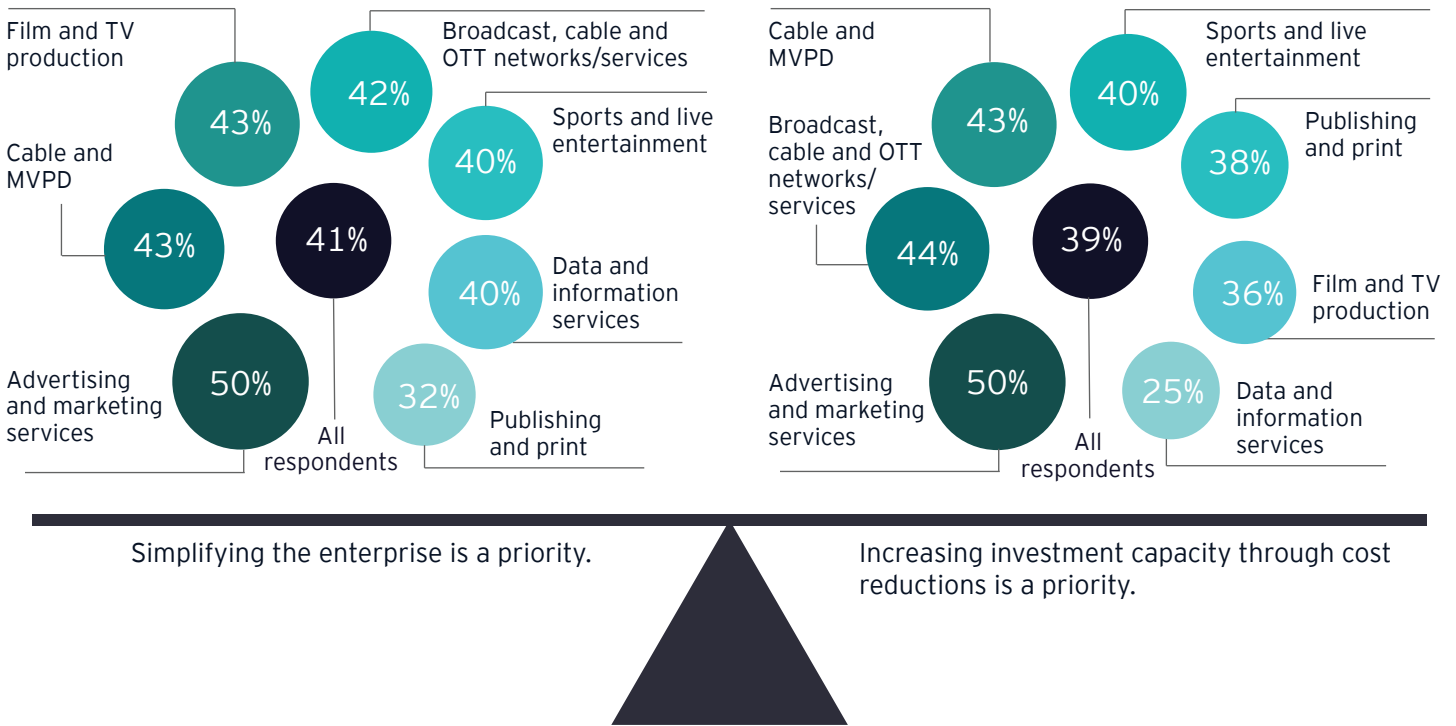 Film and TV
production
43%
Broadcast, cable and
OTT networks/services
42%
Sports and live
entertainment
40%
Cable and
MVPD
43%
41%
All
respondents
Data and
information
services
40%
Advertising
and marketing
services
50%
Publishing
and print
32%
Simplifying the enterprise is a priority.
Cable and
MVPD
43%
Sports and live
entertainment
40%
Publishing
and print
38%
Broadcast,
cable and OTT
networks/
services
44%
39%
All
respondents
Film and TV
production
36%
Advertising
and marketing
services
50%
Data and
information
services
25%
Increasing investment capacity through cost
reductions is a priority.